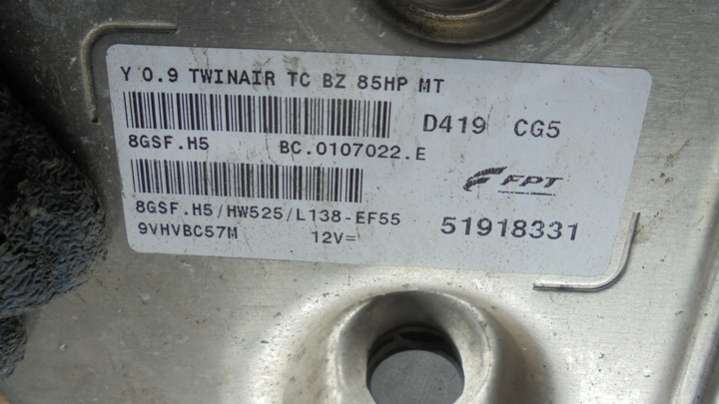 Y 0.9 TWINAIR TC BZ 85HP MT
D419 CG5
8GSF.H5 BC.0107022.E
FPT
8GSF.H5/HW525/L138-EF55
9VHVBC57M 12V= 51918331